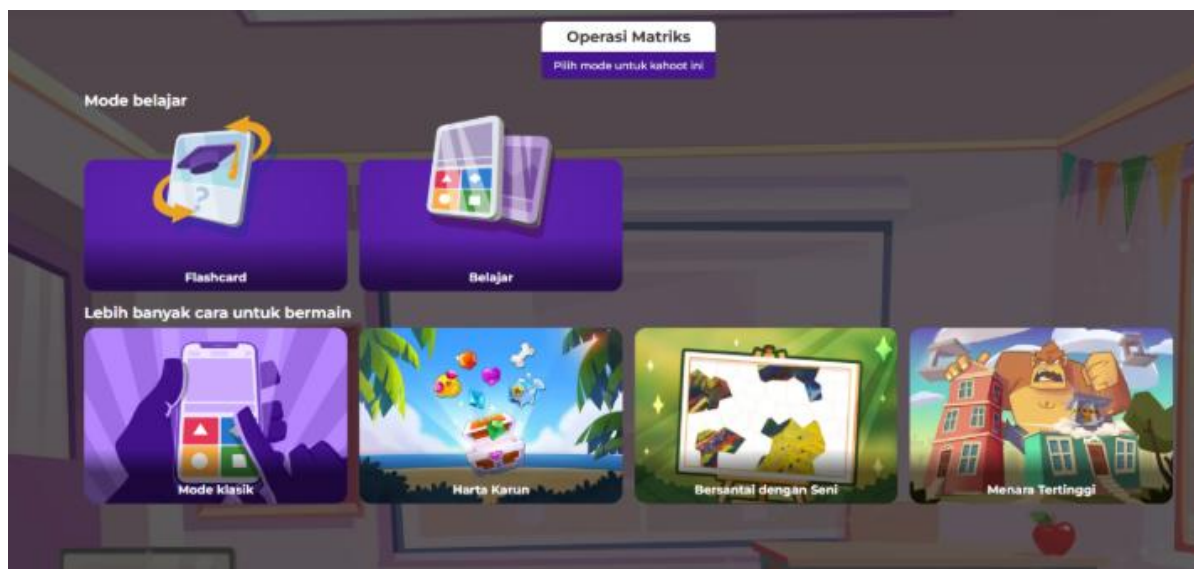 Operasi Matriks
Pilih mode untuk kahoot ini
Mode belajar
?
Flashcard
Belajar
Lebih banyak cara untuk bermain
Mode klasik
Harta Karun
Bersantai dengan Seni
Menara Tertinggi